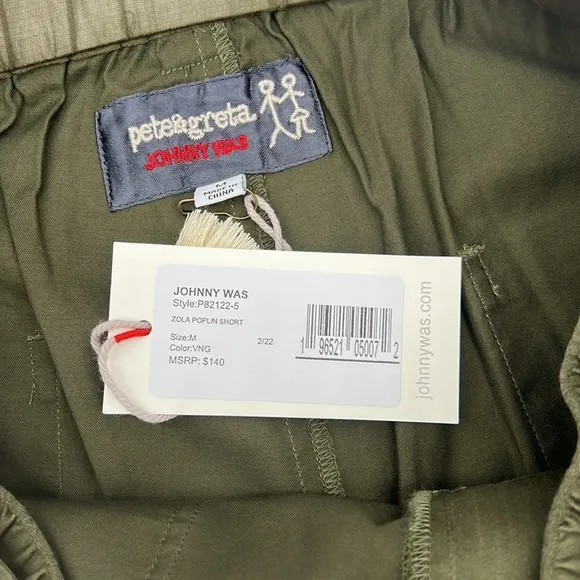 pete&greta
JOHNNY WAS
M
MADE IN
CHINA
JOHNNY WAS
Style:P82122-5
ZOLA POPLIN SHORT
Size:M 2/22
Color:VNG
MSRP: $140
1 96521 05007 2
johnnywas.com